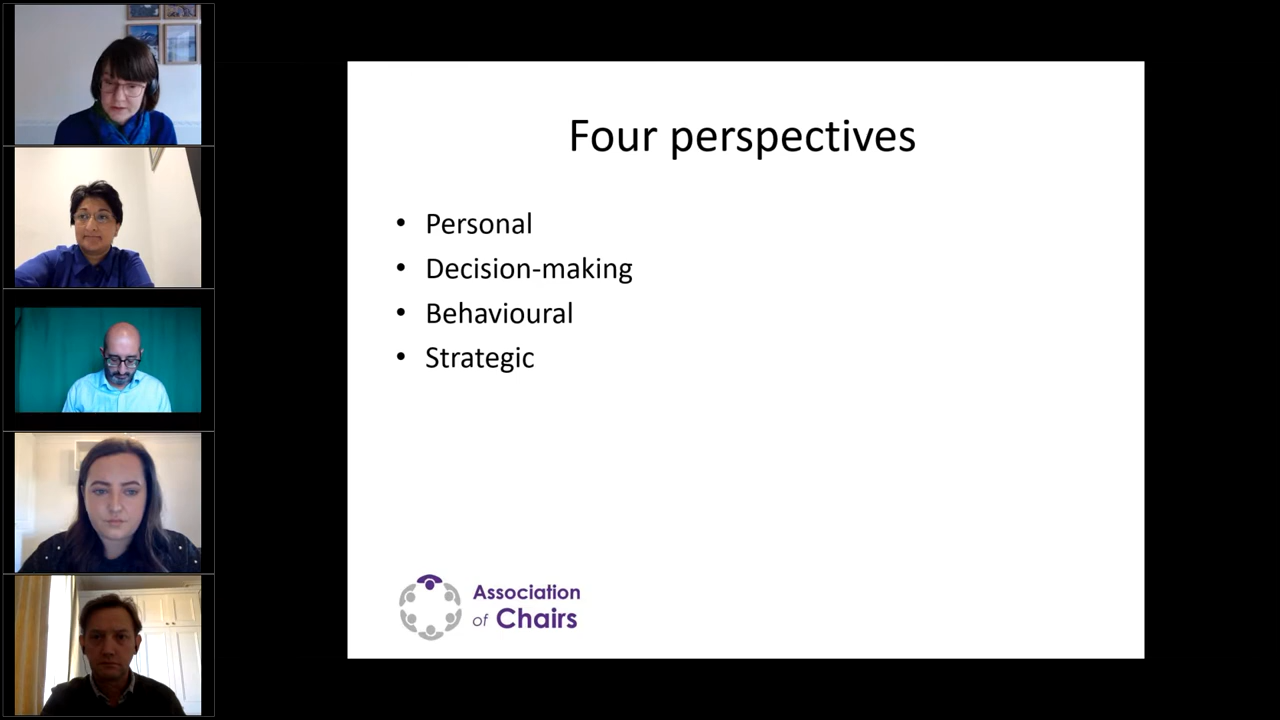 Four perspectives
• Personal
• Decision-making
• Behavioural
• Strategic
Association
of Chairs